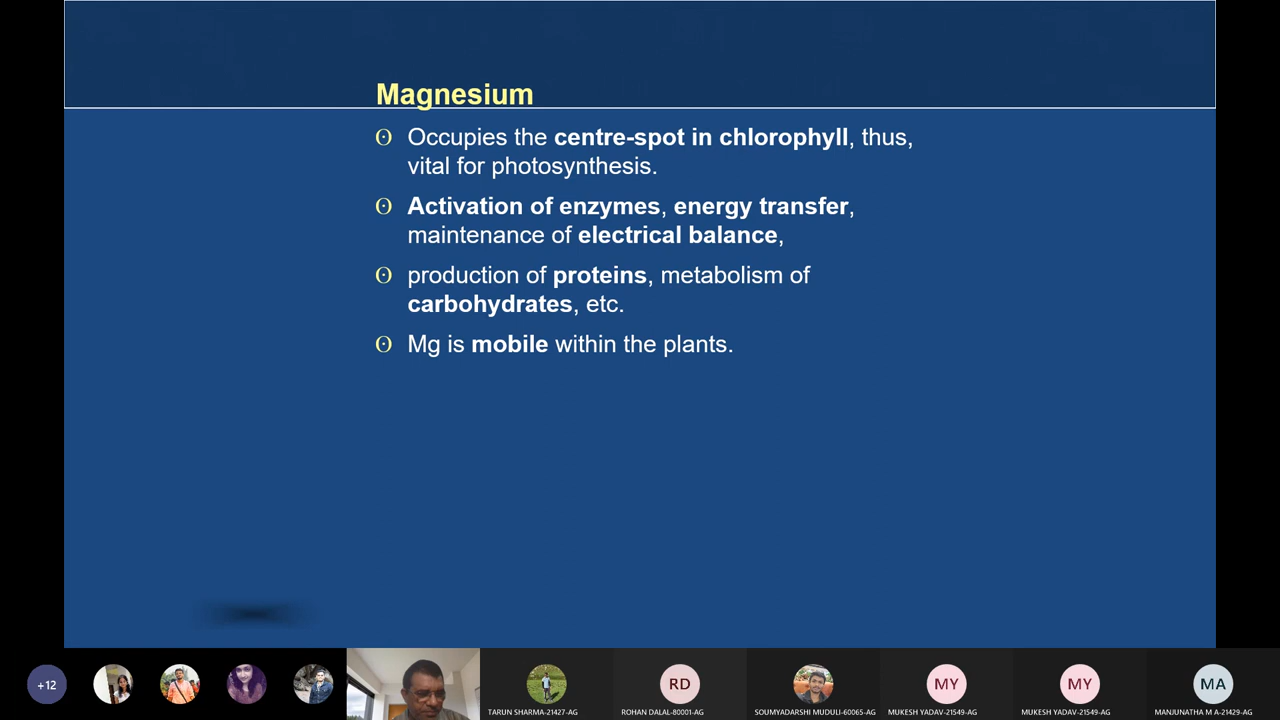 Magnesium
ʘ Occupies the centre-spot in chlorophyll, thus,
vital for photosynthesis.
ʘ Activation of enzymes, energy transfer,
maintenance of electrical balance,
ʘ production of proteins, metabolism of
carbohydrates, etc.
ʘ Mg is mobile within the plants.
+12
RD
MY
MY
MA
TARUN SHARMA-21427-AG
ROHAN DALAL-80001-AG
SOUMYADARSHI MUDULI-60065-AG
MUKESH YADAV-21549-AG
MUKESH YADAV-21549-AG
MANJUNATHA M A-21429-AG